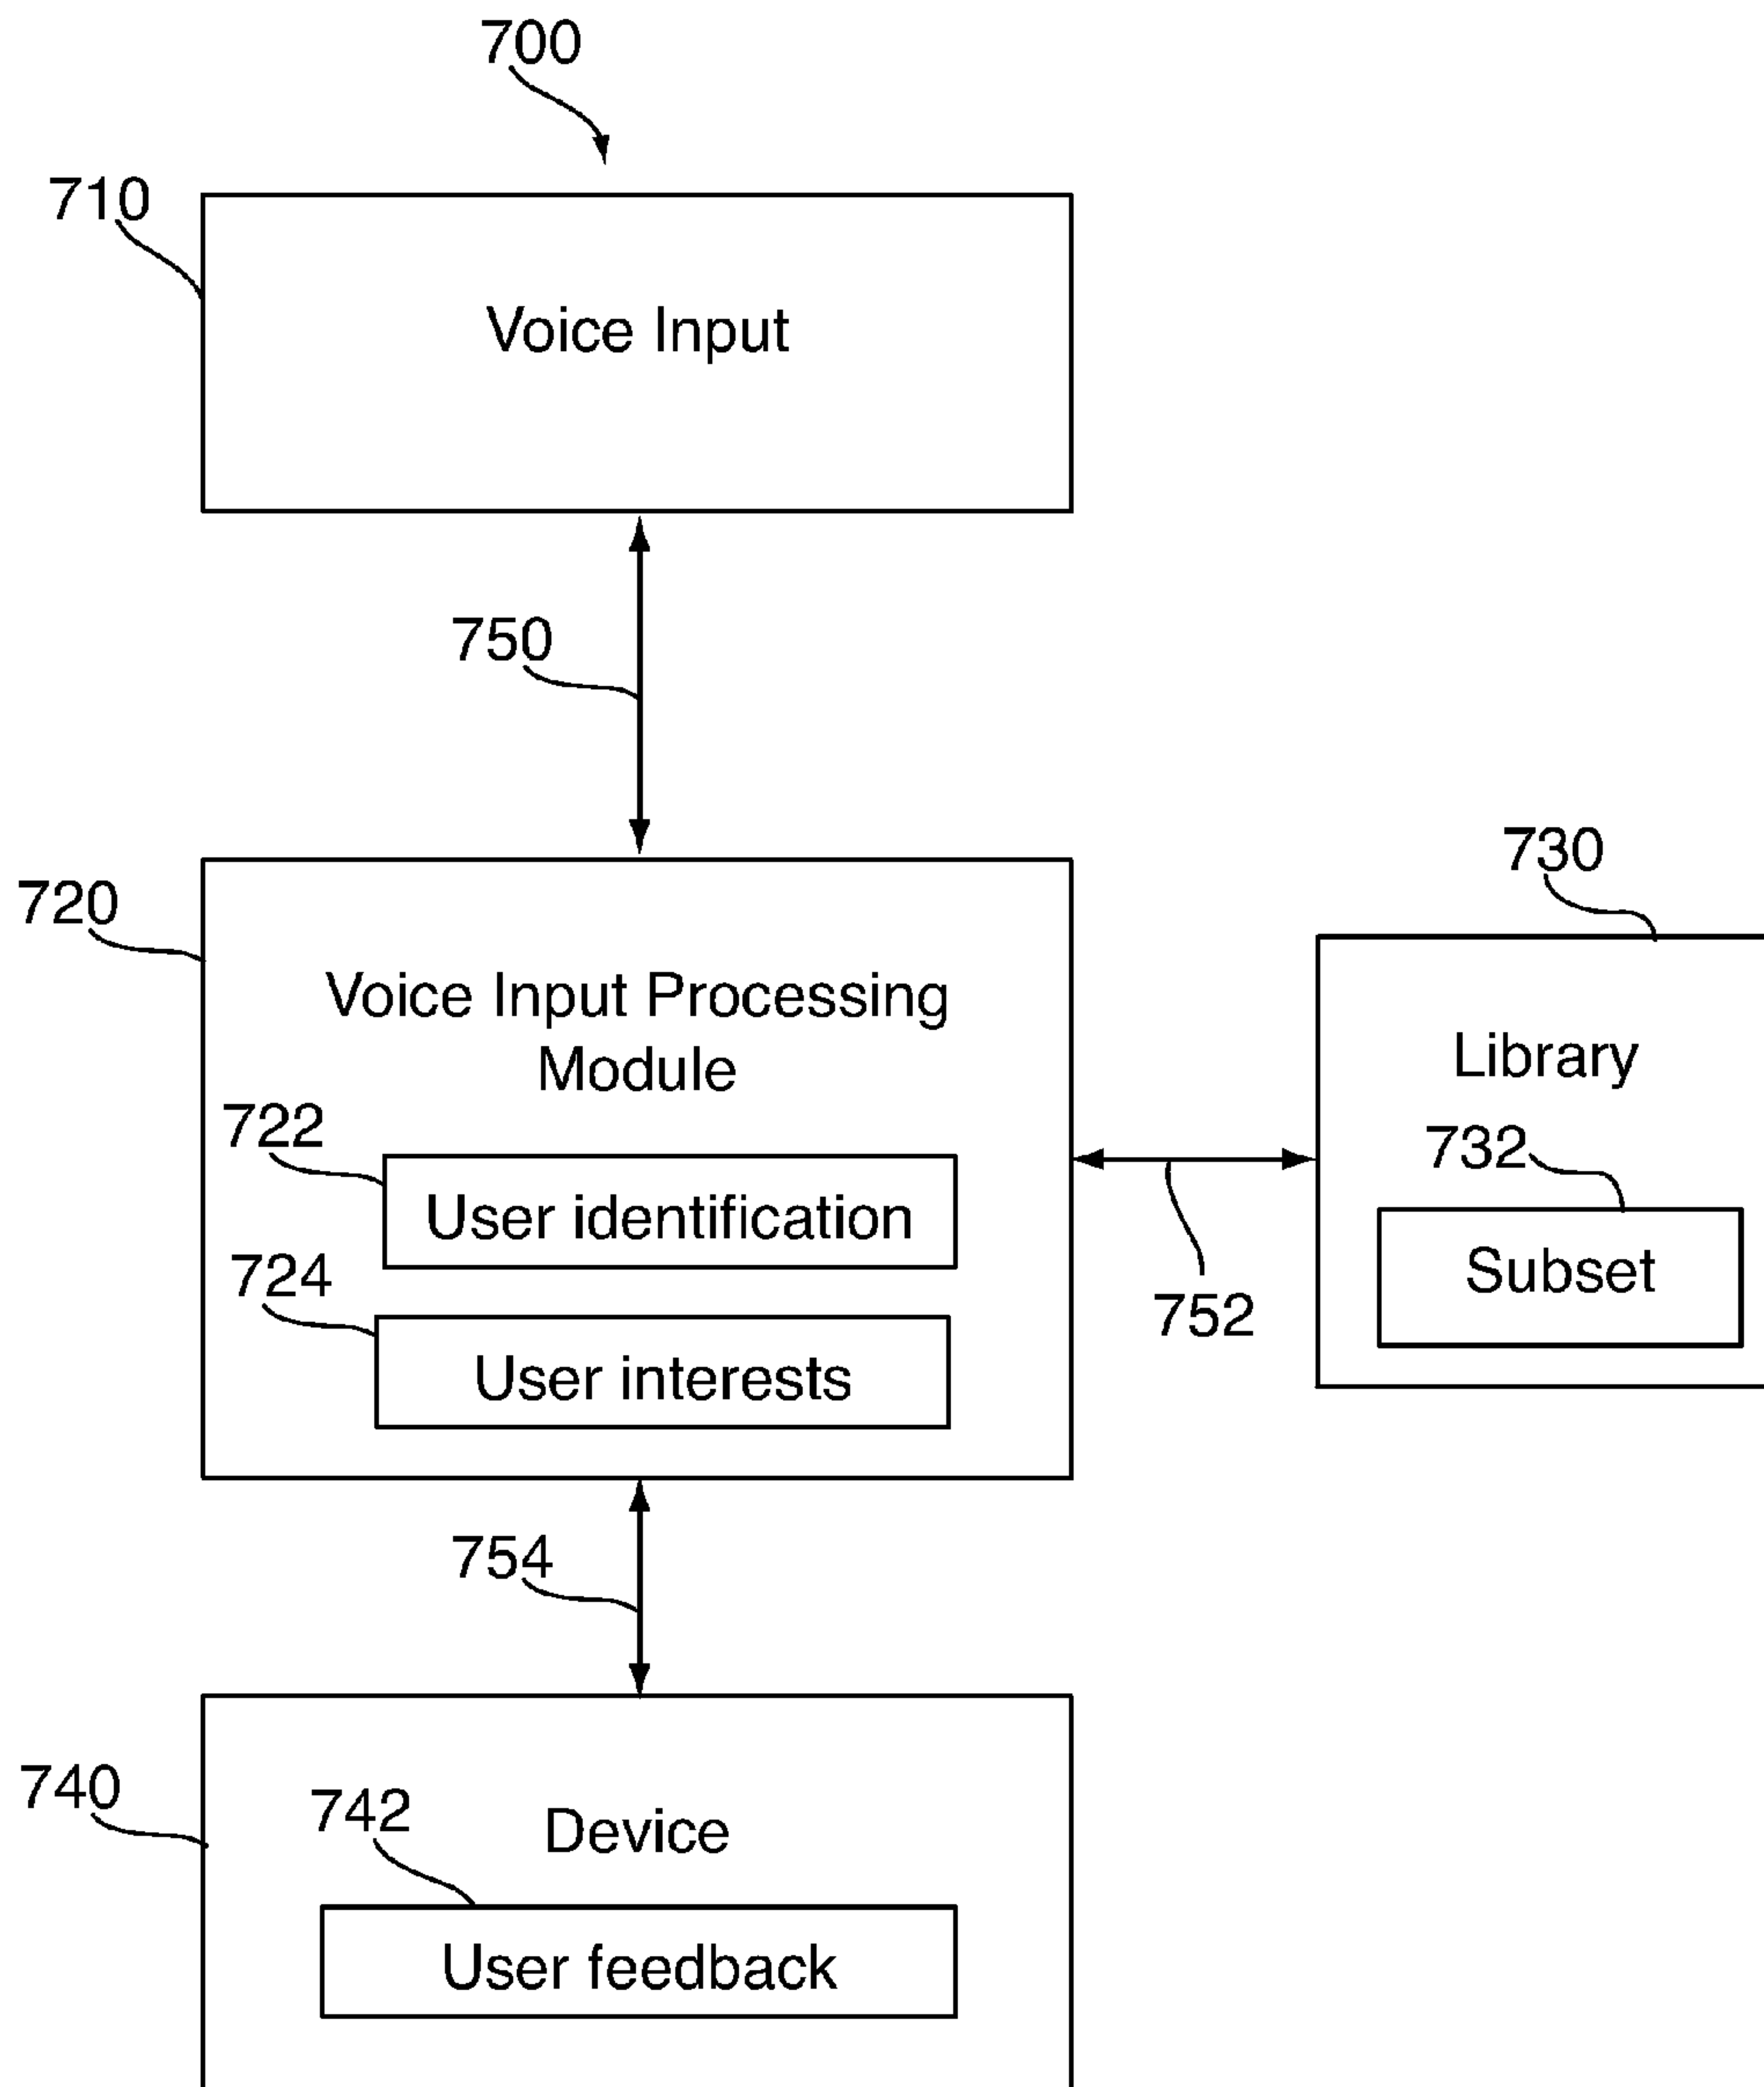 700
710
Voice Input
750
720
730
Voice Input Processing
Module
Library
722
732
User identification
Subset
724
752
User interests
754
740
742
Device
User feedback